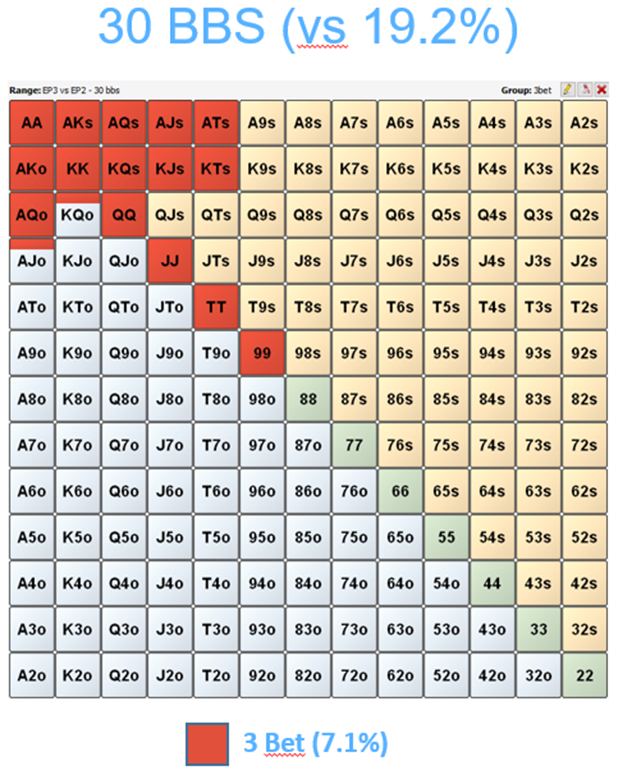 30 BBS (vs 19.2%)
Range: EP3 vs EP2 - 30 bbs Group: 3bet
AA AKs AQs AJs ATs A9s A8s A7s A6s A5s A4s A3s A2s
AKo KK KQs KJs KTs K9s K8s K7s K6s K5s K4s K3s K2s
AQo KQo QQ QJs QTs Q9s Q8s Q7s Q6s Q5s Q4s Q3s Q2s
AJo KJo QJo JJ JTs J9s J8s J7s J6s J5s J4s J3s J2s
ATo KTo QTo JTo TT T9s T8s T7s T6s T5s T4s T3s T2s
A9o K9o Q9o J9o T9o 99 98s 97s 96s 95s 94s 93s 92s
A8o K8o Q8o J8o T8o 98o 88 87s 86s 85s 84s 83s 82s
A7o K7o Q7o J7o T7o 97o 87o 77 76s 75s 74s 73s 72s
A6o K6o Q6o J6o T6o 96o 86o 76o 66 65s 64s 63s 62s
A5o K5o Q5o J5o T5o 95o 85o 75o 65o 55 54s 53s 52s
A4o K4o Q4o J4o T4o 94o 84o 74o 64o 54o 44 43s 42s
A3o K3o Q3o J3o T3o 93o 83o 73o 63o 53o 43o 33 32s
A2o K2o Q2o J2o T2o 92o 82o 72o 62o 52o 42o 32o 22
3 Bet (7.1%)